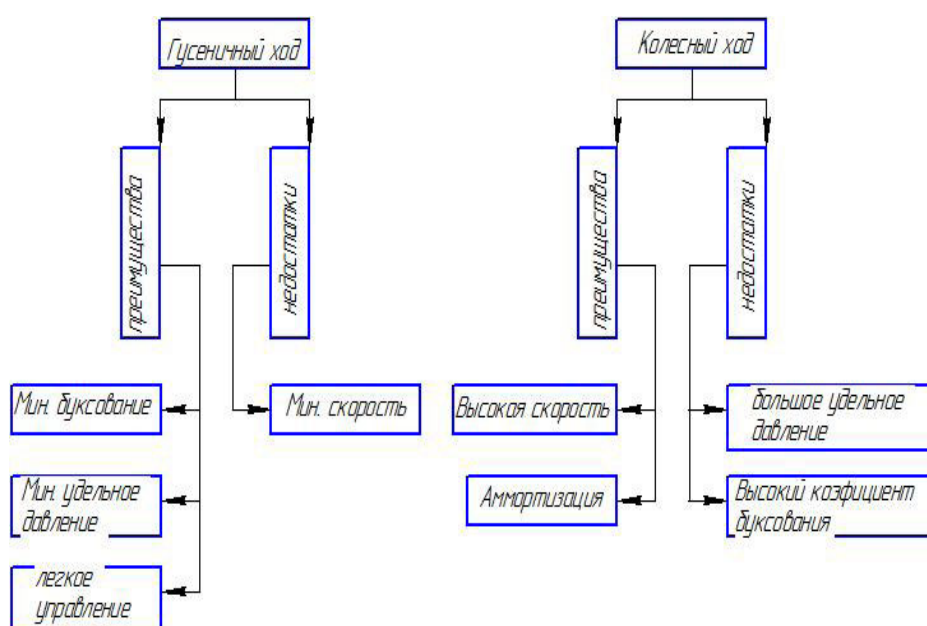 Гусеничный ход
преимущества
недостатки
Мин. буксование
Мин. удельное
давление
легкое
управление
Мин. скорость
Колесный ход
преимущества
недостатки
Высокая скорость
Аммортизация
большое удельное
давление
Высокий коэфициент
буксования